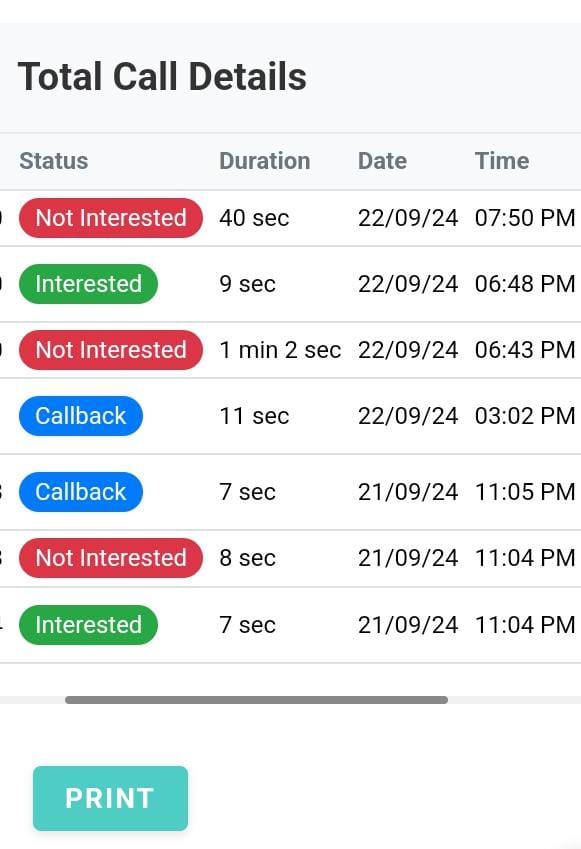 Total Call Details
Status Duration Date Time
Not Interested 40 sec 22/09/24 07:50 PM
Interested 9 sec 22/09/24 06:48 PM
Not Interested 1 min 2 sec 22/09/24 06:43 PM
Callback 11 sec 22/09/24 03:02 PM
Callback 7 sec 21/09/24 11:05 PM
Not Interested 8 sec 21/09/24 11:04 PM
Interested 7 sec 21/09/24 11:04 PM
PRINT